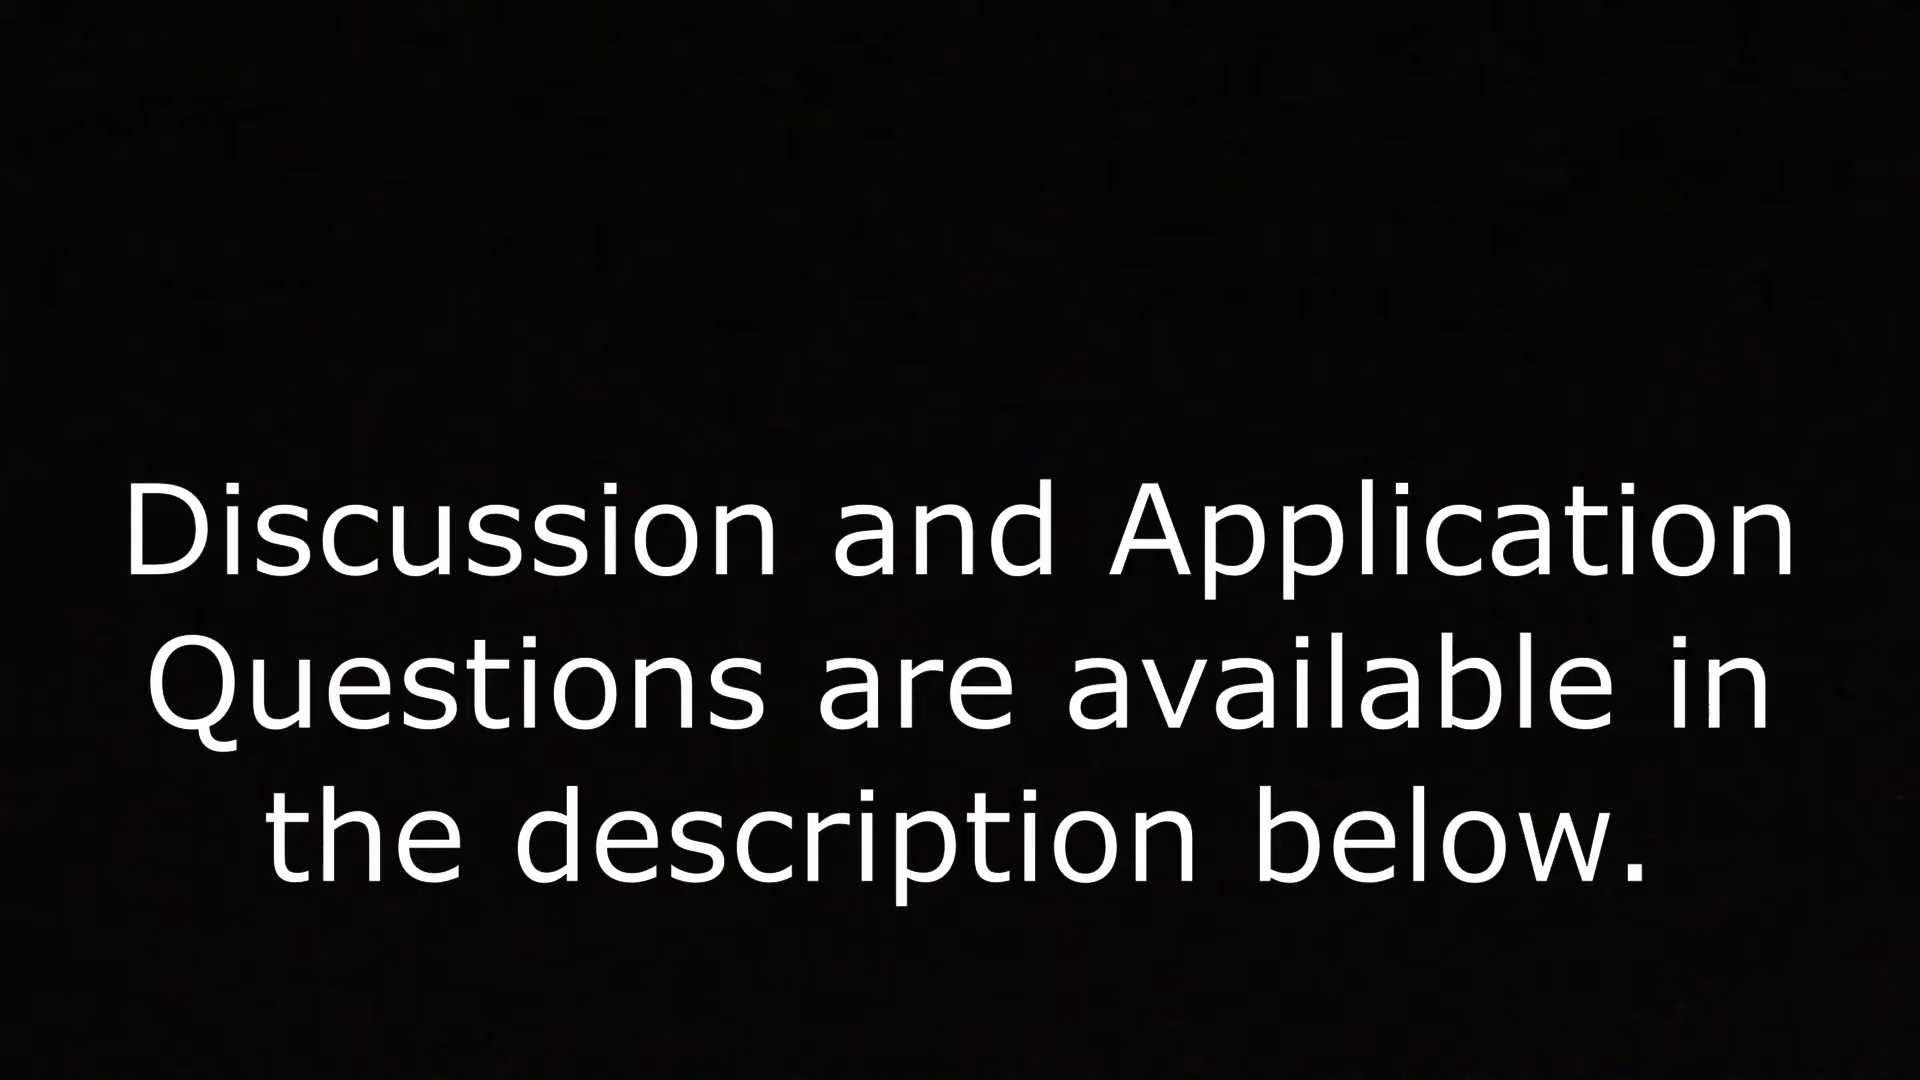 Discussion and Application
Questions are available in
the description below.